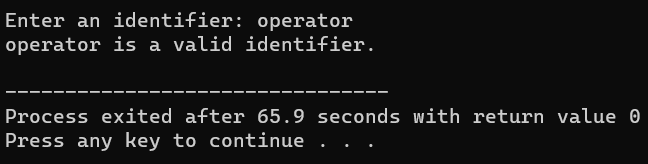 Enter an identifier: operator
operator is a valid identifier.
--------------------------------
Process exited after 65.9 seconds with return value 0
Press any key to continue . . .